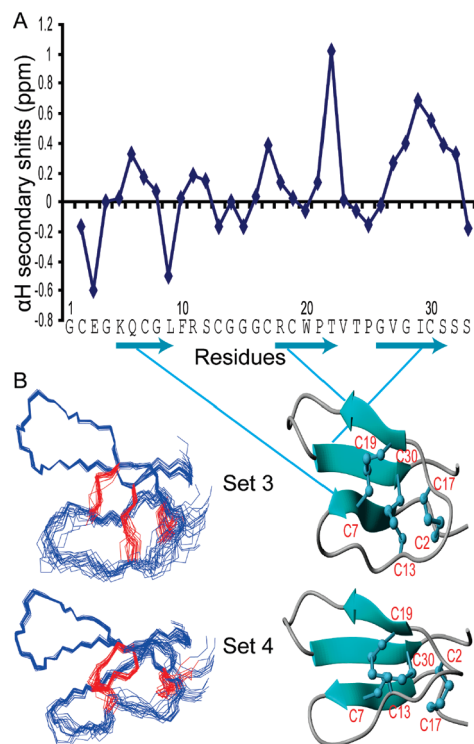 A
αH secondary shifts (ppm)
1.2
1
0.8
0.6
0.4
0.2
0
-0.2
-0.4
-0.6
-0.8
1 10 20 30
G C E G K Q C G L F R S C G G G C R C W P T V T P G V G I C S S S
Residues
B
Set 3
C19
C30
C17
C7
C2
C13
Set 4
C19
C2
C30
C7
C13
C17